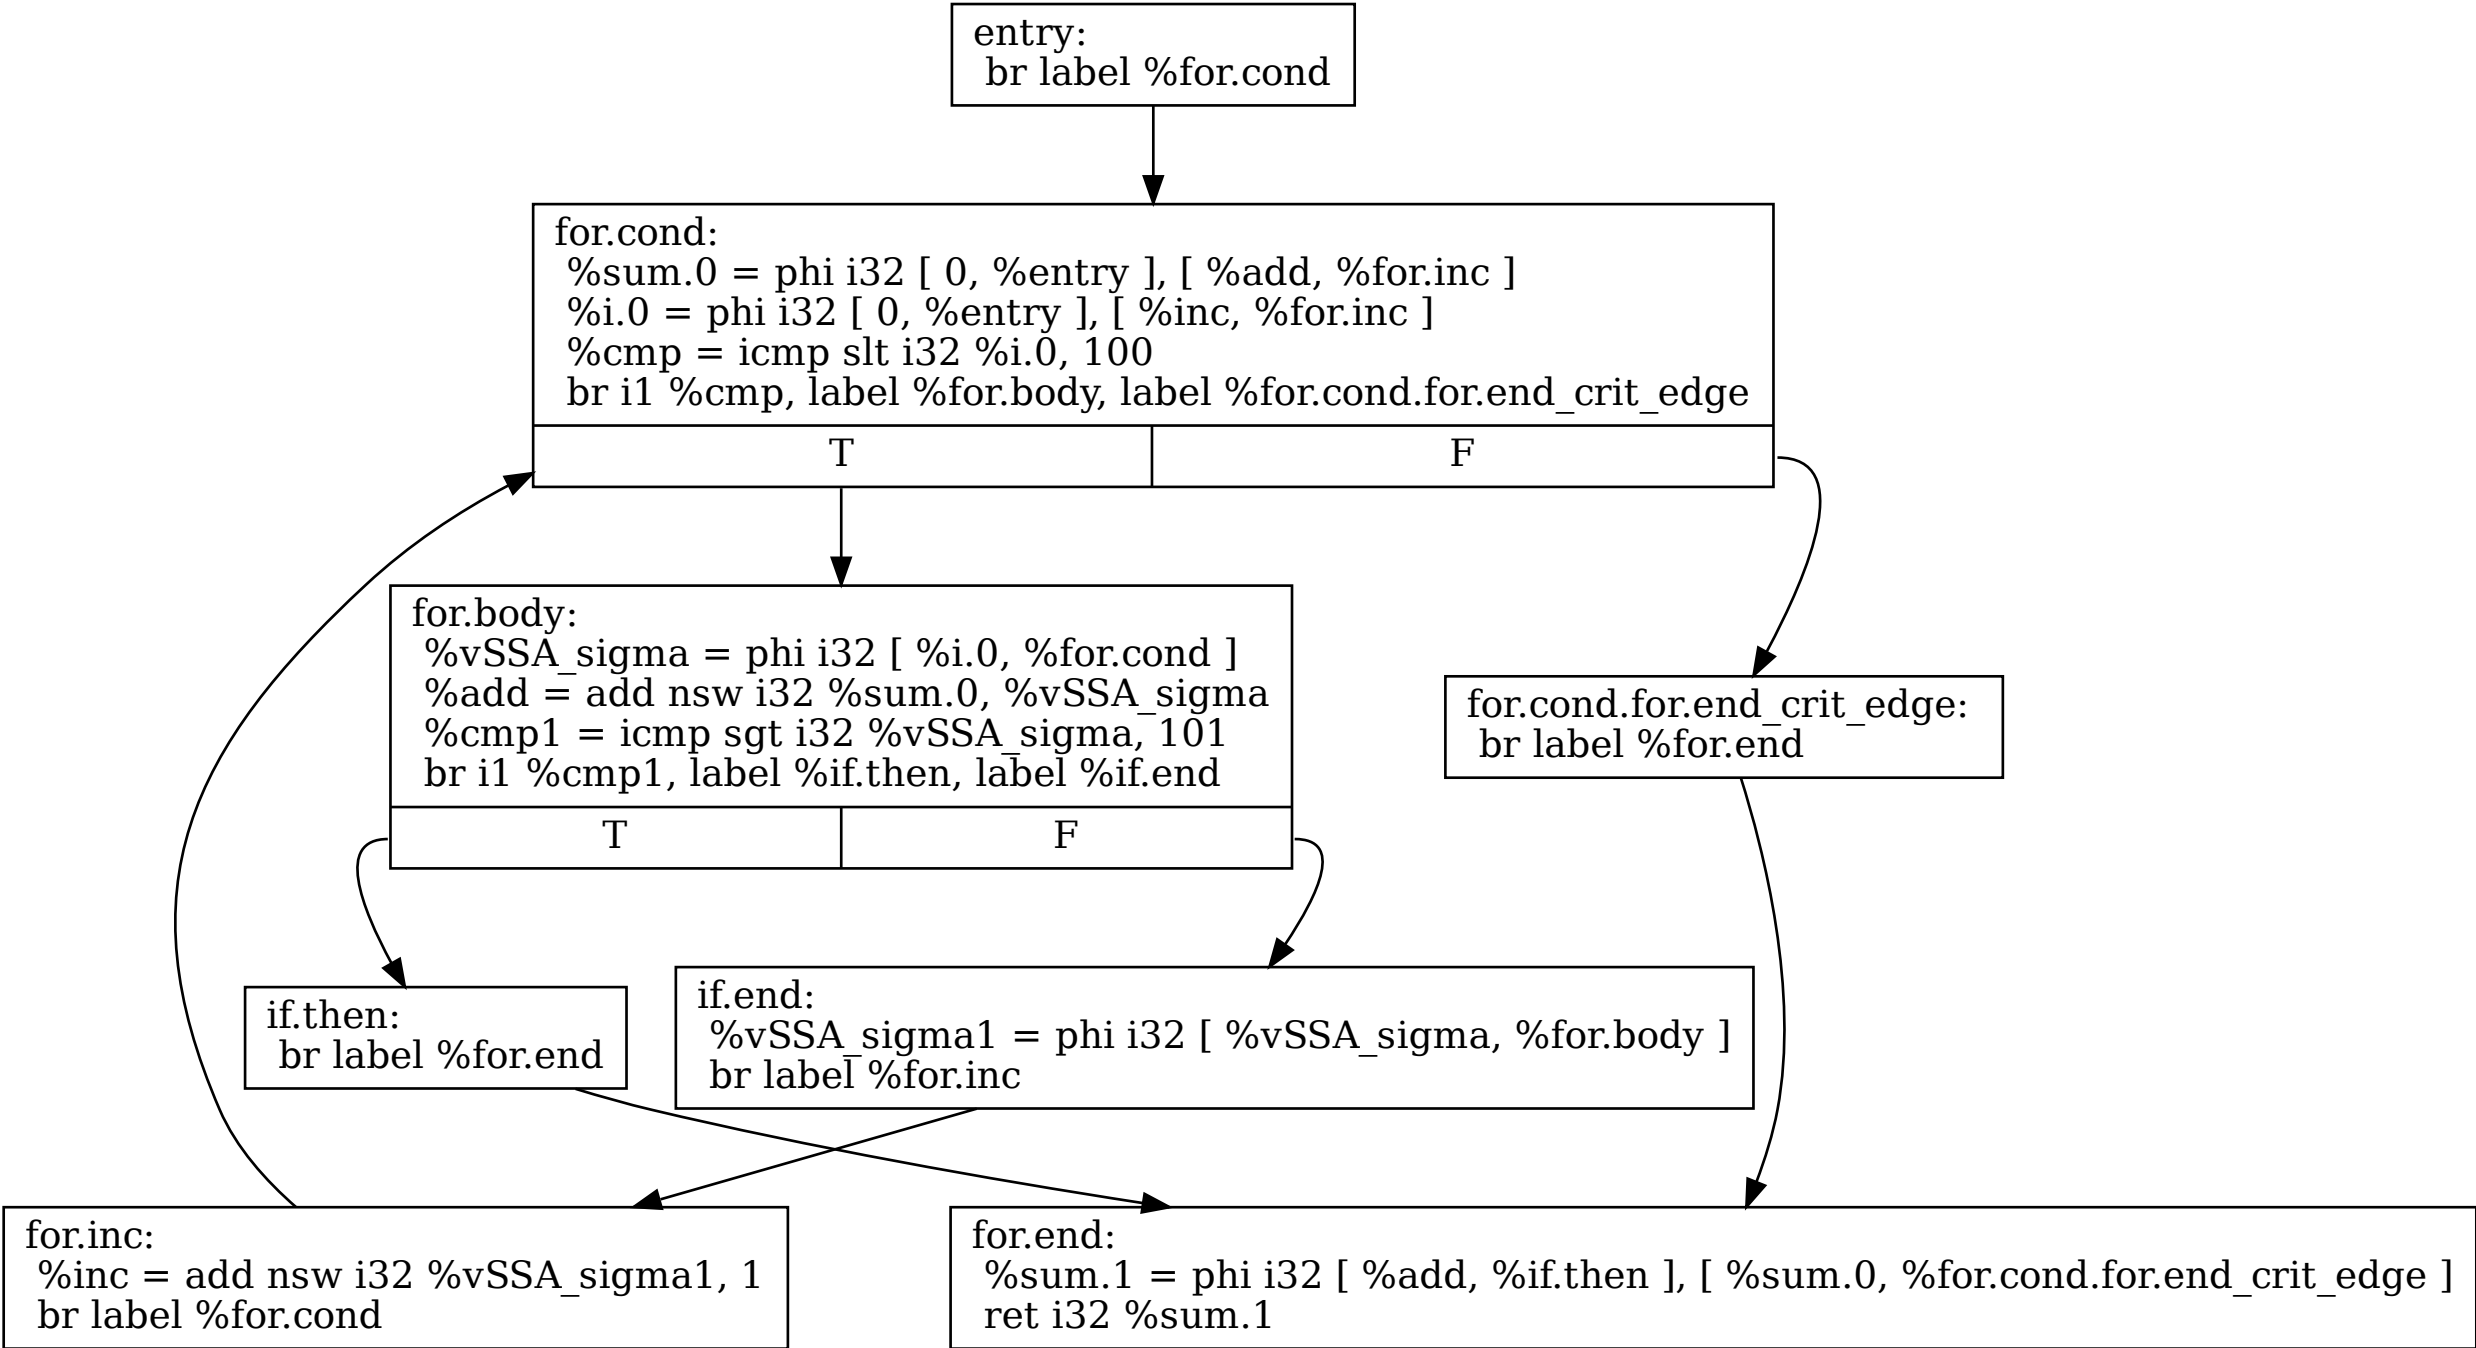 entry:
br label %for.cond
for.cond:
%sum.0 = phi i32 [ 0, %entry ], [ %add, %for.inc ]
%i.0 = phi i32 [ 0, %entry ], [ %inc, %for.inc ]
%cmp = icmp slt i32 %i.0, 100
br i1 %cmp, label %for.body, label %for.cond.for.end_crit_edge
T
F
for.body:
%vSSA_sigma = phi i32 [ %i.0, %for.cond ]
%add = add nsw i32 %sum.0, %vSSA_sigma
%cmp1 = icmp sgt i32 %vSSA_sigma, 101
br i1 %cmp1, label %if.then, label %if.end
T
F
for.cond.for.end_crit_edge:
br label %for.end
if.then:
br label %for.end
if.end:
%vSSA_sigma1 = phi i32 [ %vSSA_sigma, %for.body ]
br label %for.inc
for.inc:
%inc = add nsw i32 %vSSA_sigma1, 1
br label %for.cond
for.end:
%sum.1 = phi i32 [ %add, %if.then ], [ %sum.0, %for.cond.for.end_crit_edge ]
ret i32 %sum.1